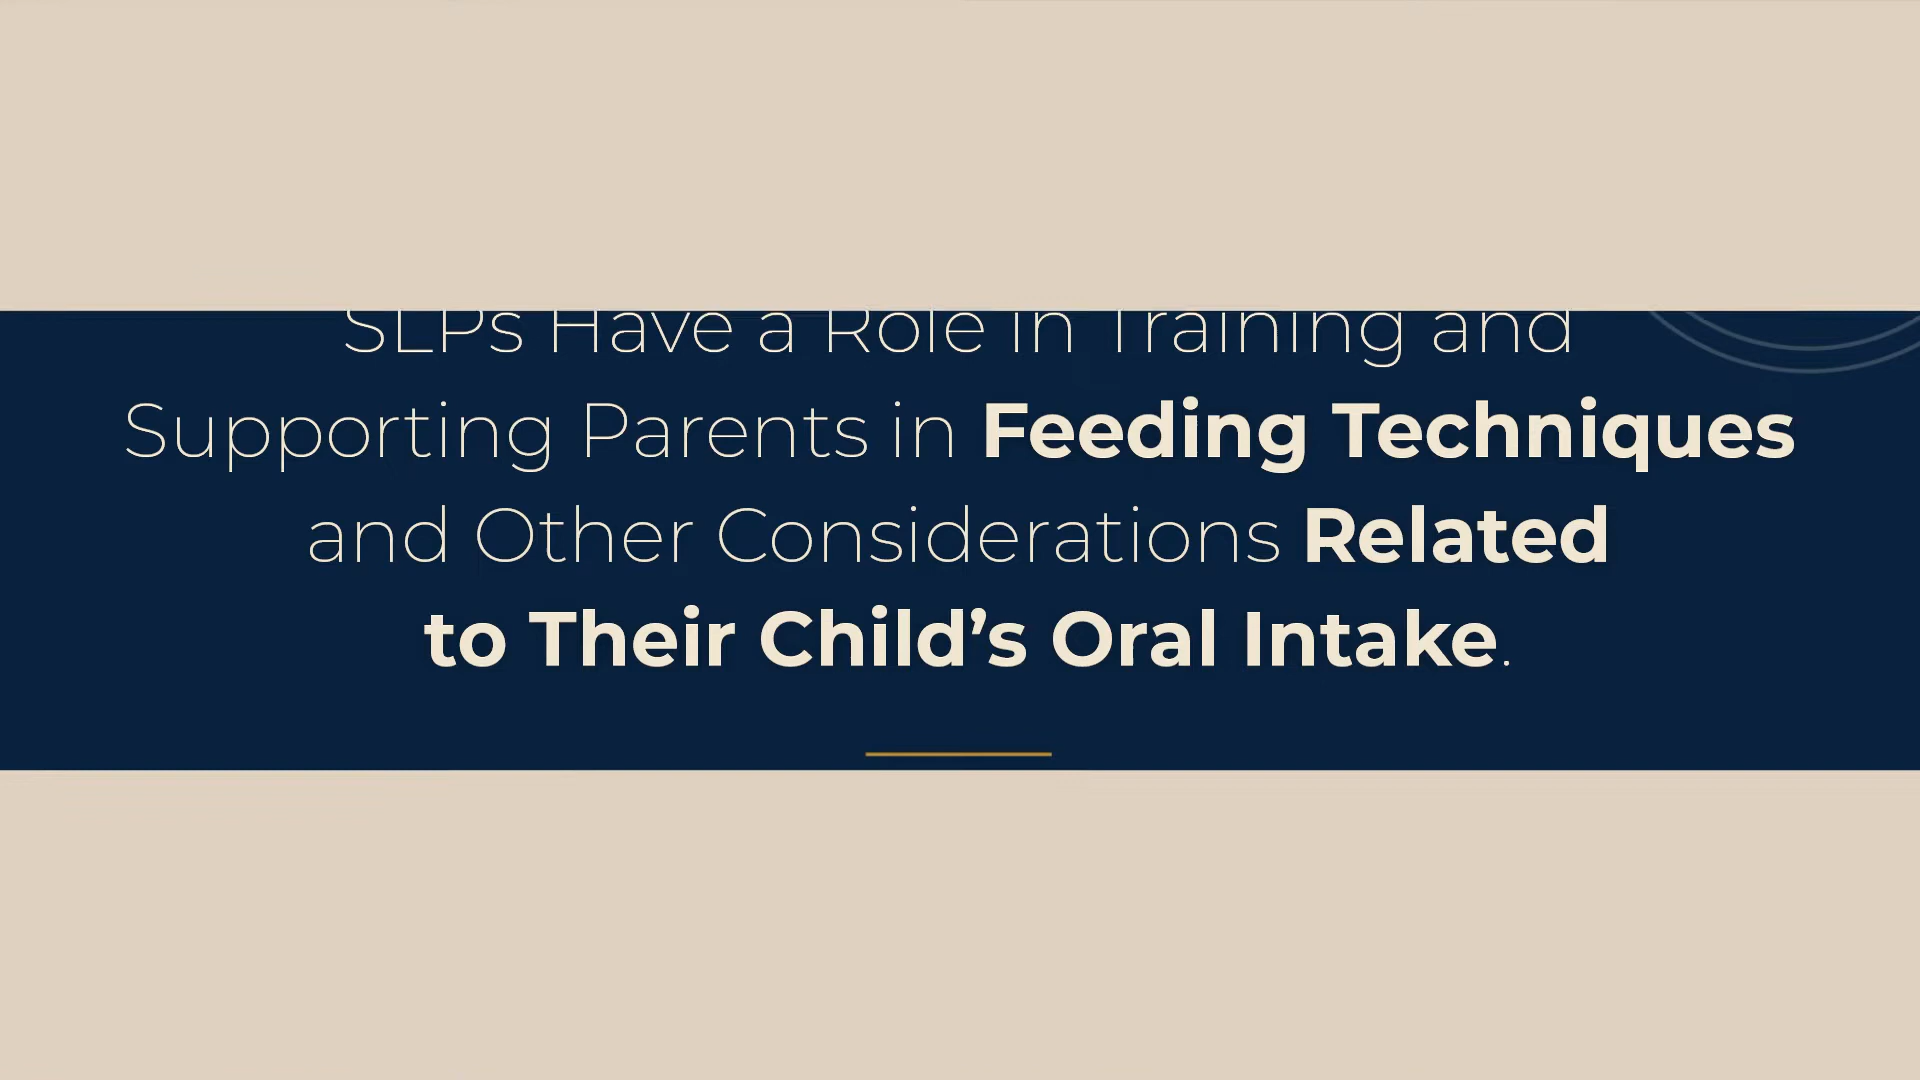 SLPs Have a Role in Training and
Supporting Parents in Feeding Techniques
and Other Considerations Related
to Their Child’s Oral Intake.